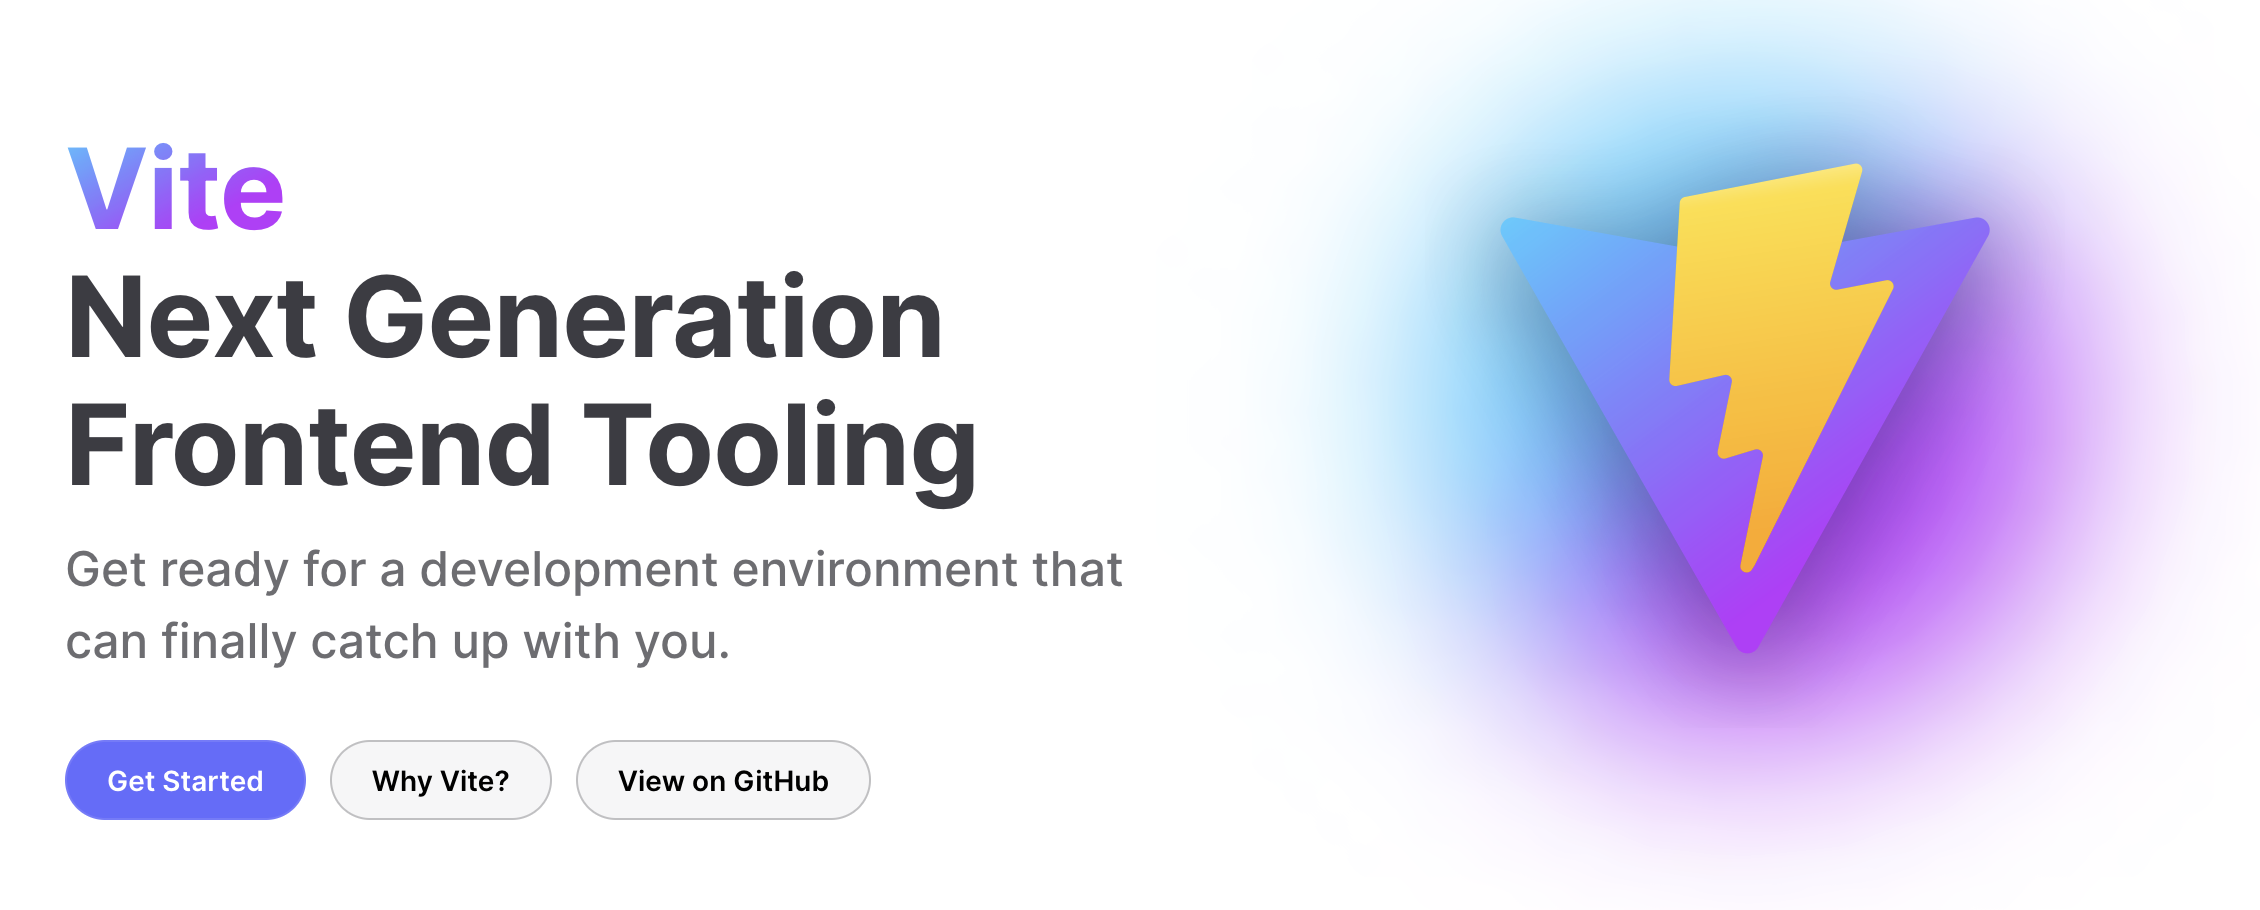 Vite
Next Generation
Frontend Tooling
Get ready for a development environment that
can finally catch up with you.
Get Started
Why Vite?
View on GitHub